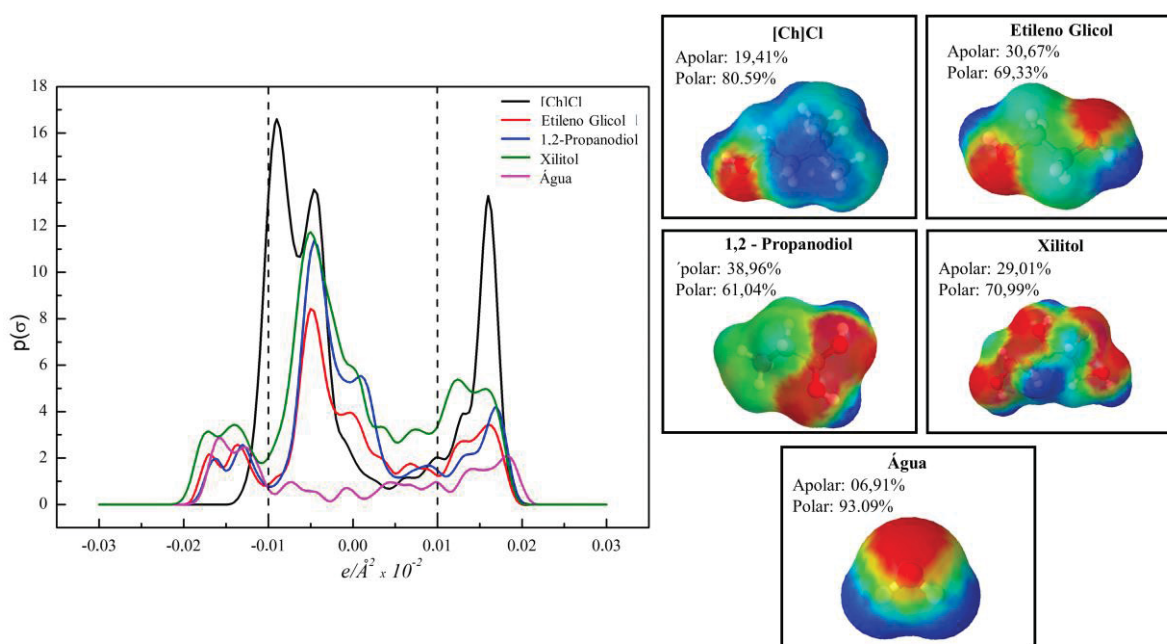 18
16
14
12
10
8
6
4
2
0
p(σ)
-0.03
-0.02
-0.01
0.00
0.01
0.02
0.03
e/Å² x 10⁻²
[Ch]Cl
Etileno Glicol
1,2-Propanodiol
Xilitol
Água
[Ch]Cl
Apolar: 19,41%
Polar: 80.59%
Etileno Glicol
Apolar: 30,67%
Polar: 69,33%
1,2 - Propanodiol
´polar: 38,96%
Polar: 61,04%
Xilitol
Apolar: 29,01%
Polar: 70,99%
Água
Apolar: 06,91%
Polar: 93.09%